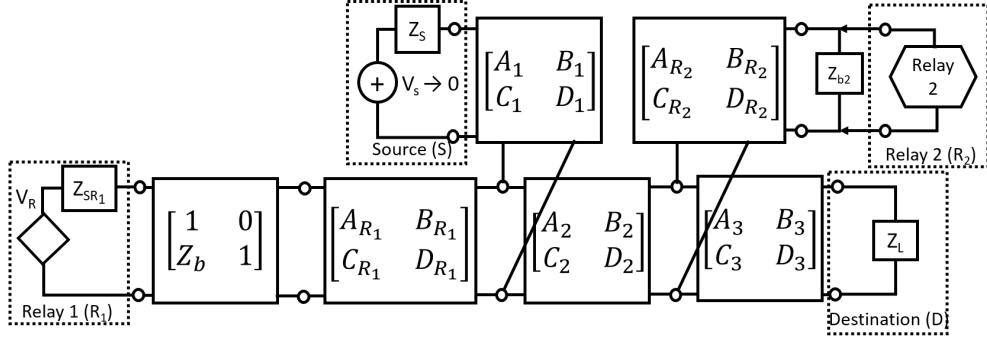 Z_S
V_s → 0
+
Source (S)
[A_1 B_1
C_1 D_1]
[A_{R_2} B_{R_2}
C_{R_2} D_{R_2}]
Z_{b2}
Relay
2
Relay 2 (R_2)
V_R
Z_{SR_1}
Relay 1 (R_1)
[1 0
Z_b 1]
[A_{R_1} B_{R_1}
C_{R_1} D_{R_1}]
[A_2 B_2
C_2 D_2]
[A_3 B_3
C_3 D_3]
Z_L
Destination (D)